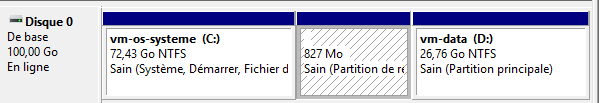 Disque 0
De base
100,00 Go
En ligne
vm-os-systeme (C:)
72,43 Go NTFS
Sain (Système, Démarrer, Fichier d
827 Mo
Sain (Partition de ré
vm-data (D:)
26,76 Go NTFS
Sain (Partition principale)